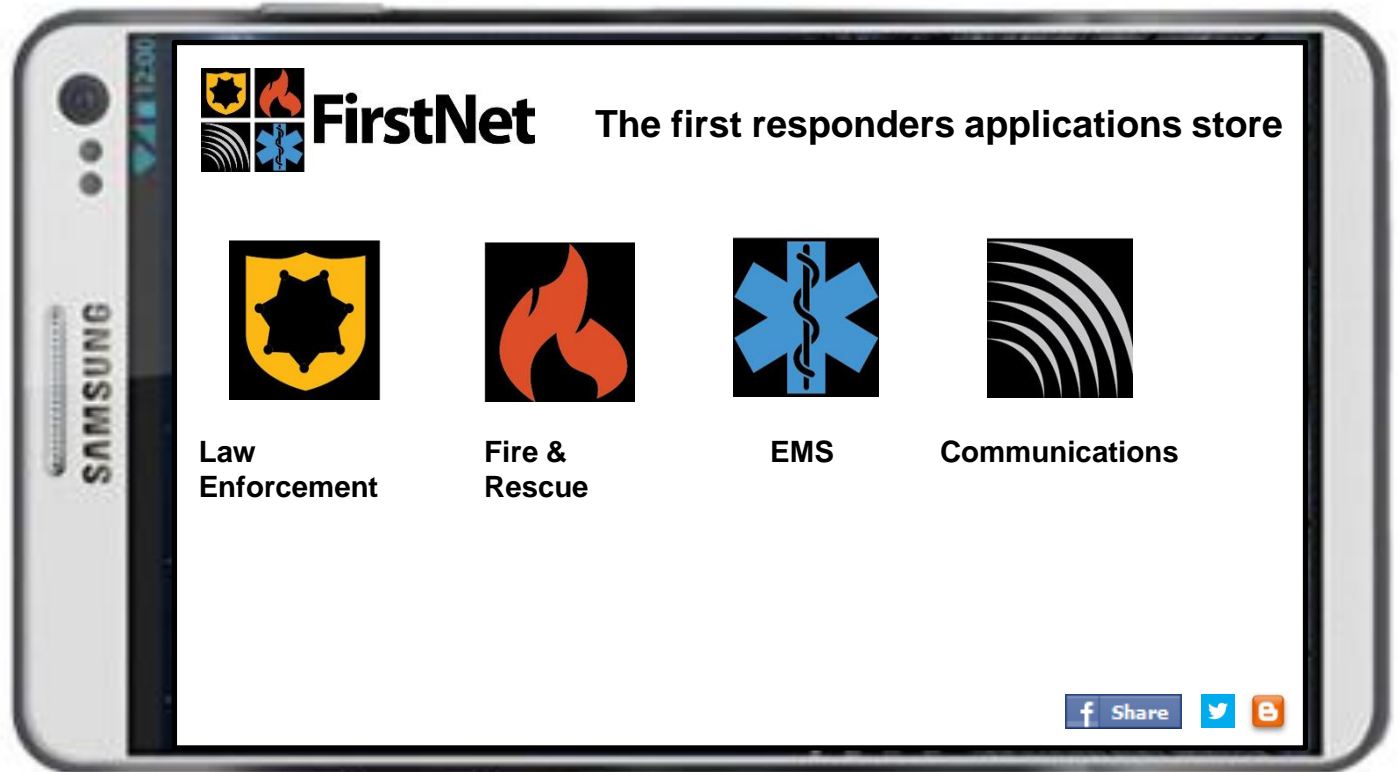 12:00
SAMSUNG
FirstNet
The first responders applications store
Law
Enforcement
Fire &
Rescue
EMS
Communications
f Share